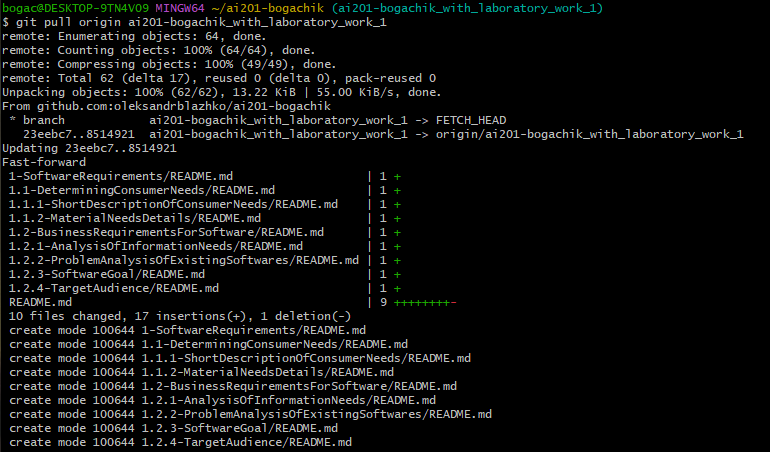 bogac@DESKTOP-9TN4VO9 MINGW64 ~/ai201-bogachik (ai201-bogachik_with_laboratory_work_1)
$ git pull origin ai201-bogachik_with_laboratory_work_1
remote: Enumerating objects: 64, done.
remote: Counting objects: 100% (64/64), done.
remote: Compressing objects: 100% (49/49), done.
remote: Total 62 (delta 17), reused 0 (delta 0), pack-reused 0
Unpacking objects: 100% (62/62), 13.22 KiB | 55.00 KiB/s, done.
From github.com:oleksandrblazhko/ai201-bogachik
 * branch            ai201-bogachik_with_laboratory_work_1 -> FETCH_HEAD
   23eebc7..8514921  ai201-bogachik_with_laboratory_work_1 -> origin/ai201-bogachik_with_laboratory_work_1
Updating 23eebc7..8514921
Fast-forward
 1-SoftwareRequirements/README.md                   | 1 +
 1.1-DeterminingConsumerNeeds/README.md             | 1 +
 1.1.1-ShortDescriptionOfConsumerNeeds/README.md    | 1 +
 1.1.2-MaterialNeedsDetails/README.md               | 1 +
 1.2-BusinessRequirementsForSoftware/README.md      | 1 +
 1.2.1-AnalysisOfInformationNeeds/README.md         | 1 +
 1.2.2-ProblemAnalysisOfExistingSoftwares/README.md | 1 +
 1.2.3-SoftwareGoal/README.md                       | 1 +
 1.2.4-TargetAudience/README.md                     | 1 +
 README.md                                          | 9 ++++++++-
 10 files changed, 17 insertions(+), 1 deletion(-)
 create mode 100644 1-SoftwareRequirements/README.md
 create mode 100644 1.1-DeterminingConsumerNeeds/README.md
 create mode 100644 1.1.1-ShortDescriptionOfConsumerNeeds/README.md
 create mode 100644 1.1.2-MaterialNeedsDetails/README.md
 create mode 100644 1.2-BusinessRequirementsForSoftware/README.md
 create mode 100644 1.2.1-AnalysisOfInformationNeeds/README.md
 create mode 100644 1.2.2-ProblemAnalysisOfExistingSoftwares/README.md
 create mode 100644 1.2.3-SoftwareGoal/README.md
 create mode 100644 1.2.4-TargetAudience/README.md